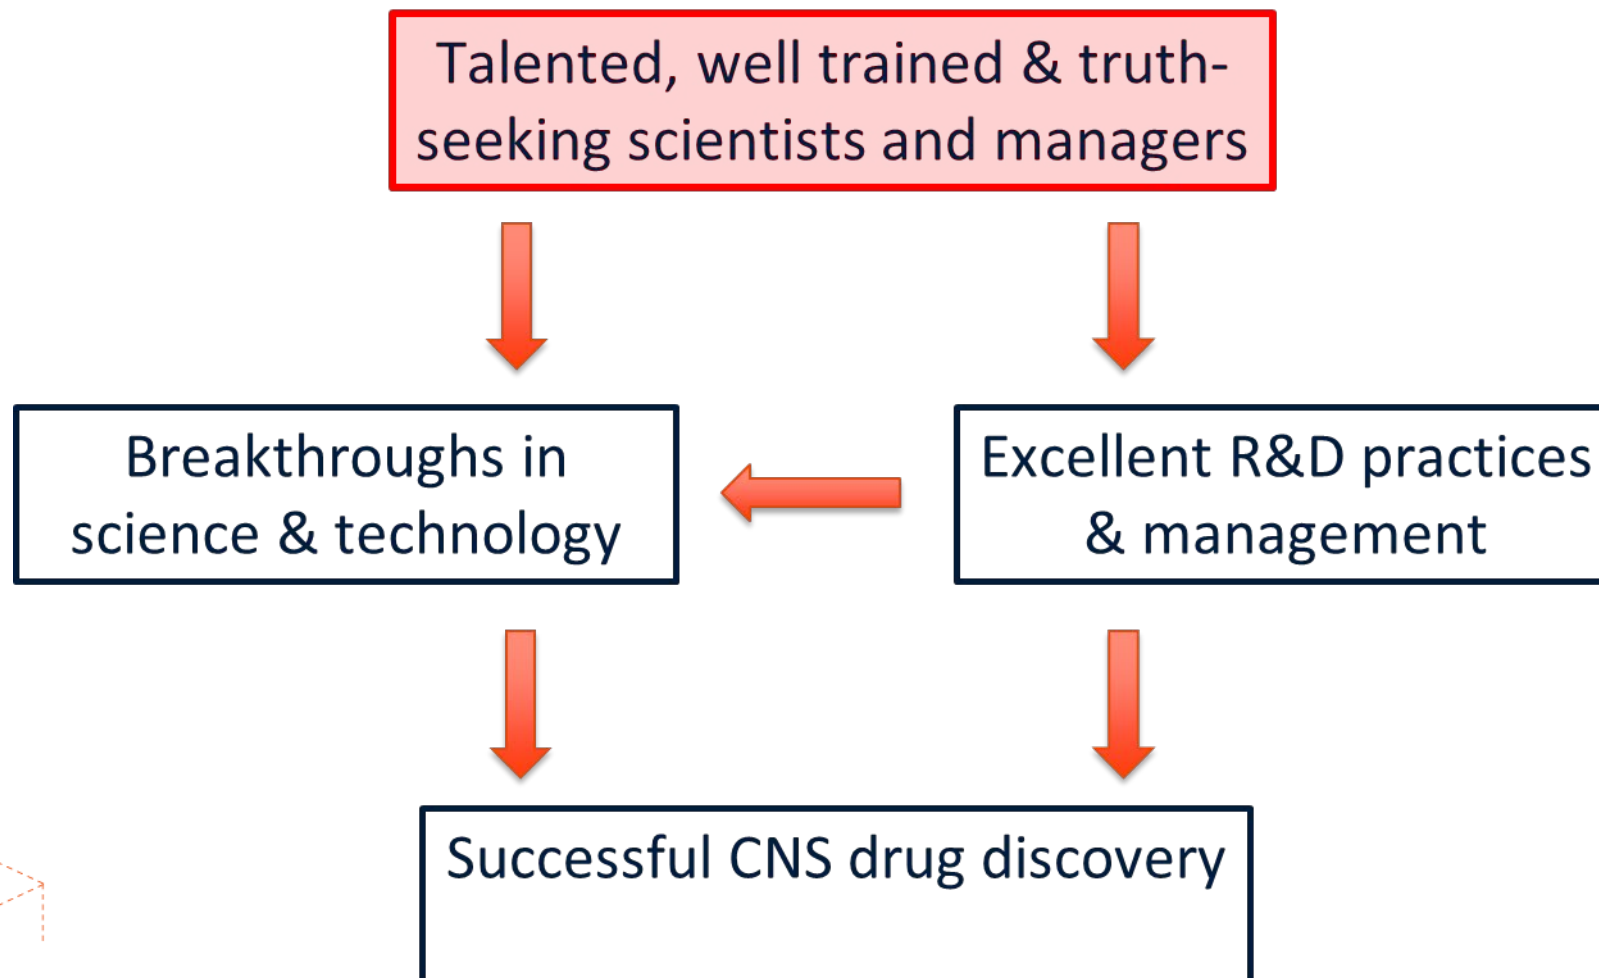 Talented, well trained & truth-
seeking scientists and managers
Breakthroughs in
science & technology
Excellent R&D practices
& management
Successful CNS drug discovery